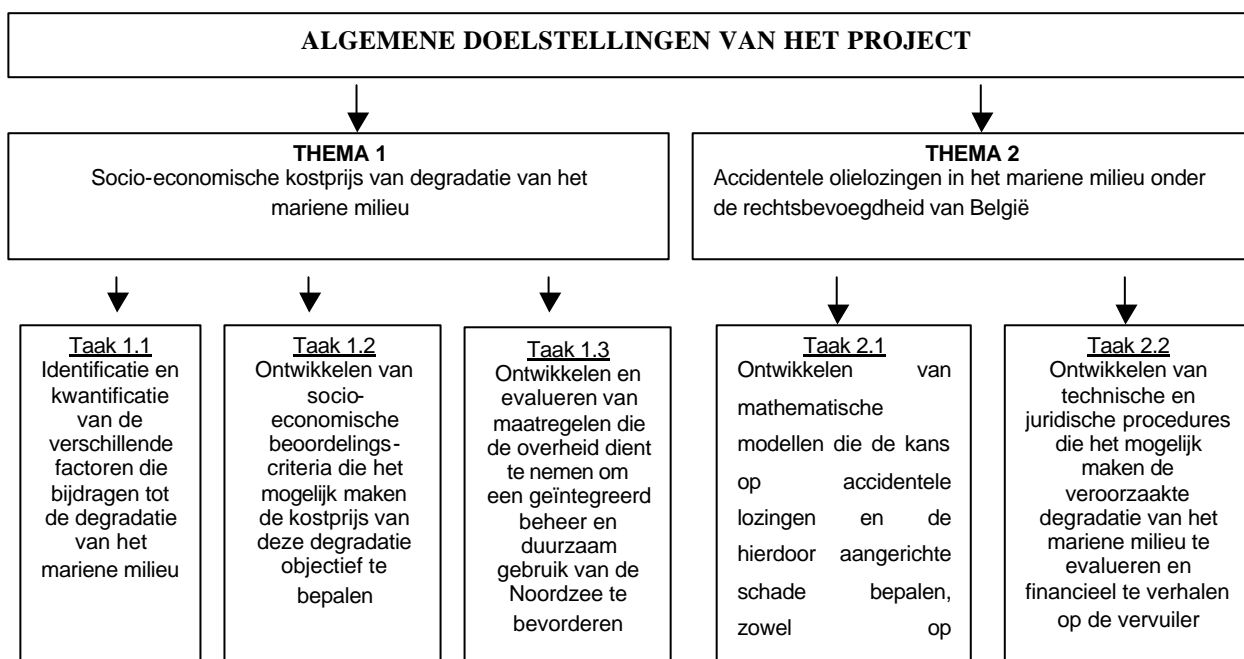 ALGEMENE DOELSTELLINGEN VAN HET PROJECT
THEMA 1
Socio-economische kostprijs van degradatie van het
mariene milieu
THEMA 2
Accidentele olielozingen in het mariene milieu onder
de rechtsbevoegdheid van België
Taak 1.1
Identificatie en
kwantificatie
van de
verschillende
factoren die
bijdragen tot
de degradatie
van het
mariene milieu
Taak 1.2
Ontwikkelen van
socio-
economische
beoordelings-
criteria die het
mogelijk maken
de kostprijs van
deze degradatie
objectief te
bepalen
Taak 1.3
Ontwikkelen en
evalueren van
maatregelen die
de overheid dient
te nemen om
een geïntegreerd
beheer en
duurzaam
gebruik van de
Noordzee te
bevorderen
Taak 2.1
Ontwikkelen van
mathematische
modellen die de kans
op accidentele
lozingen en de
hierdoor aangerichte
schade bepalen,
zowel op
Taak 2.2
Ontwikkelen van
technische en
juridische procedures
die het mogelijk
maken de
veroorzaakte
degradatie van het
mariene milieu te
evalueren en
financieel te verhalen
op de vervuiler